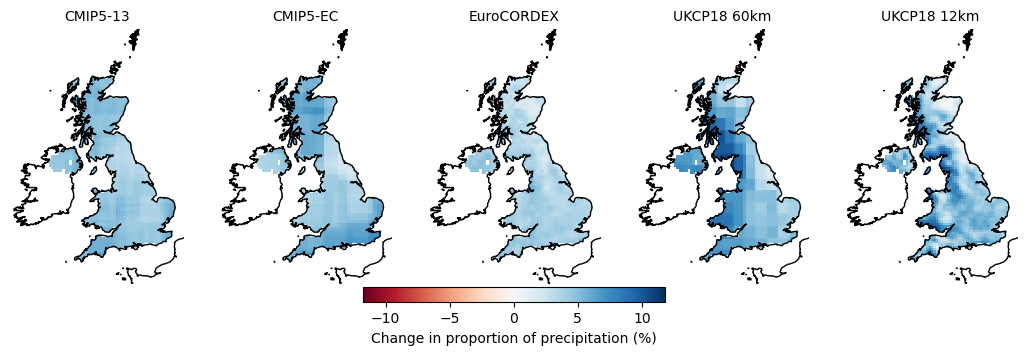 CMIP5-13 CMIP5-EC EuroCORDEX UKCP18 60km UKCP18 12km
−10 −5 0 5 10
Change in proportion of precipitation (%)